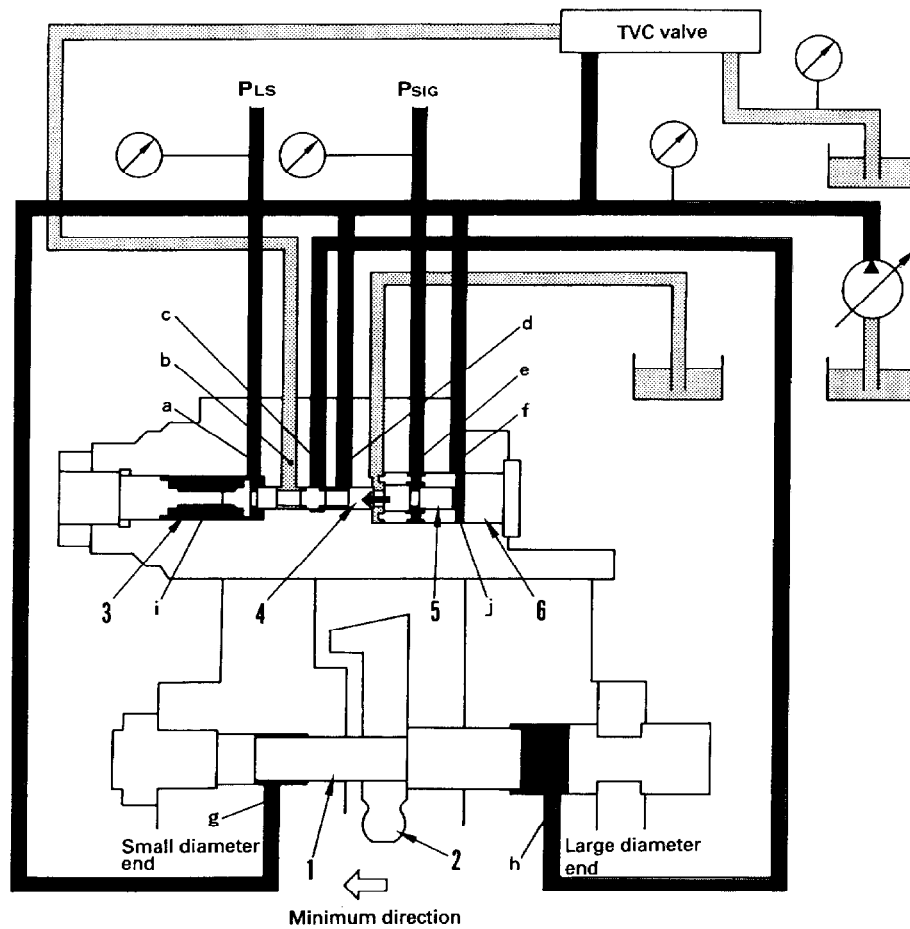 TVC valve
PLS
PSIG
c
b
a
d
e
f
3
i
4
5
j
6
g
Small diameter
end
1
2
h
Large diameter
end
Minimum direction